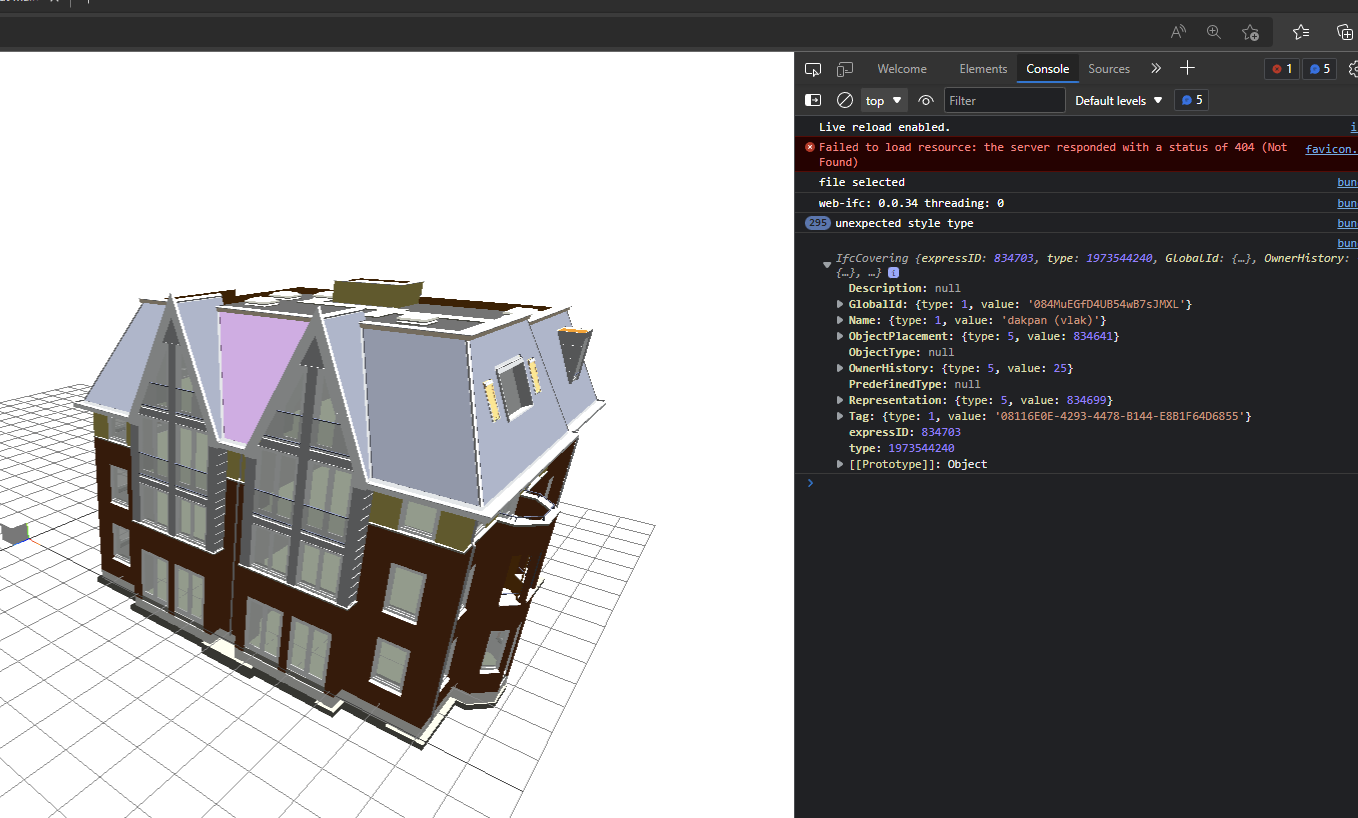 Welcome Elements Console Sources 1 5
top Filter Default levels 5
Live reload enabled.
Failed to load resource: the server responded with a status of 404 (Not favicon.
Found)
file selected bun
web-ifc: 0.0.34 threading: 0 bun
295 unexpected style type bun
bun
IfcCovering {expressID: 834703, type: 1973544240, GlobalId: {…}, OwnerHistory:
{…}, …} i
Description: null
GlobalId: {type: 1, value: '084MuEGfD4UB54wB7sJMXL'}
Name: {type: 1, value: 'dakpan (vlak)'}
ObjectPlacement: {type: 5, value: 834641}
ObjectType: null
OwnerHistory: {type: 5, value: 25}
PredefinedType: null
Representation: {type: 5, value: 834699}
Tag: {type: 1, value: '08116E0E-4293-4478-B144-E8B1F64D6855'}
expressID: 834703
type: 1973544240
[[Prototype]]: Object